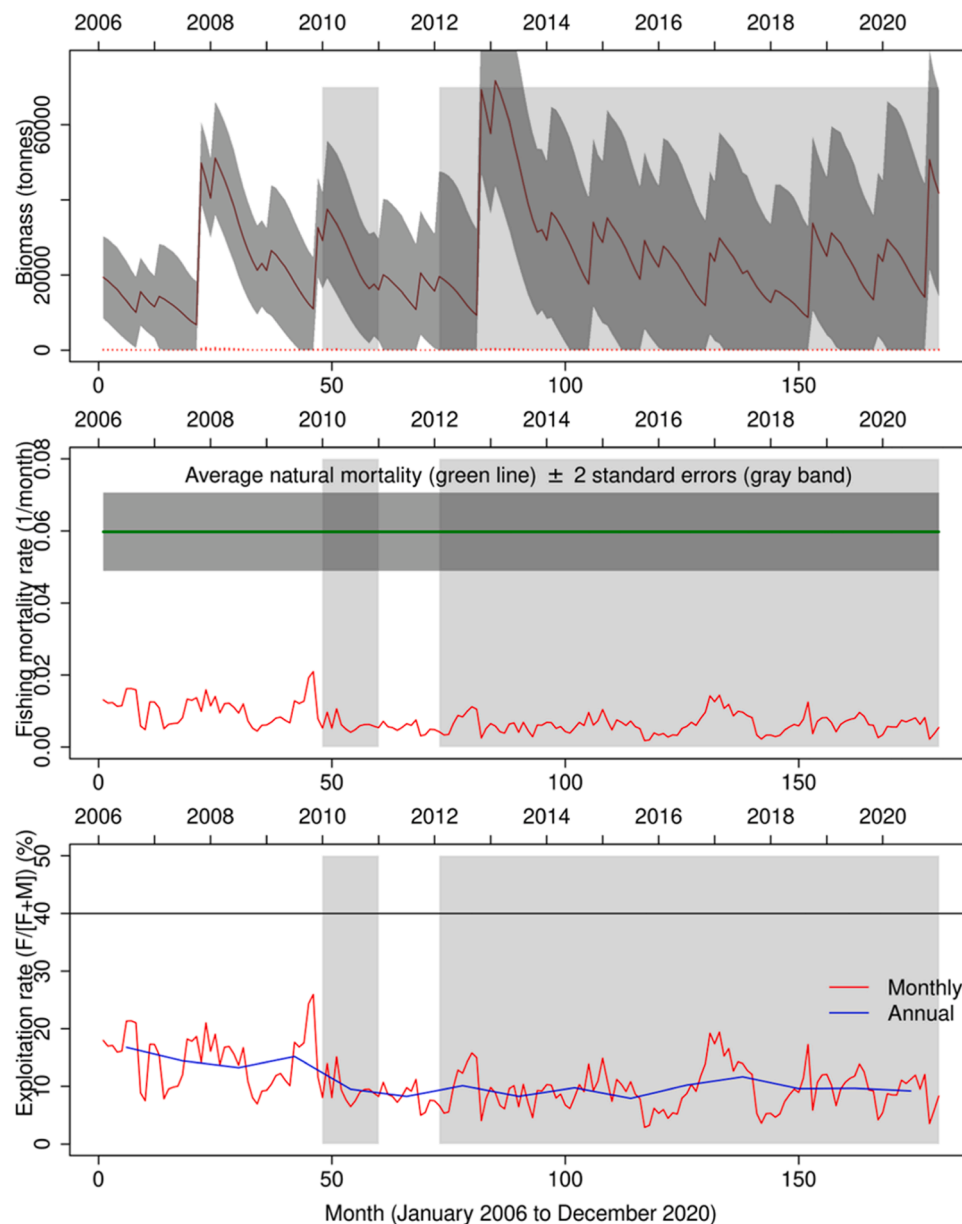 2006 2008 2010 2012 2014 2016 2018 2020
Biomass (tonnes)
0 20000 60000
0 50 100 150
2006 2008 2010 2012 2014 2016 2018 2020
Fishing mortality rate (1/month)
0.00 0.02 0.04 0.06 0.08
Average natural mortality (green line) ± 2 standard errors (gray band)
0 50 100 150
2006 2008 2010 2012 2014 2016 2018 2020
Exploitation rate (F/[F+M]) (%)
0 10 20 30 40 50
Monthly
Annual
0 50 100 150
Month (January 2006 to December 2020)